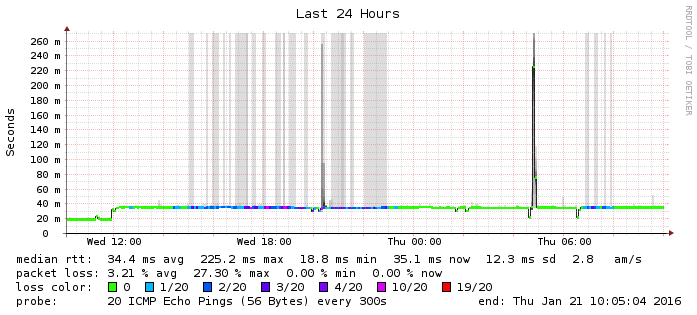 Last 24 Hours
RRDTOOL / TOBI OETIKER
Seconds
260 m
240 m
220 m
200 m
180 m
160 m
140 m
120 m
100 m
80 m
60 m
40 m
20 m
0
Wed 12:00 Wed 18:00 Thu 00:00 Thu 06:00
median rtt: 34.4 ms avg 225.2 ms max 18.8 ms min 35.1 ms now 12.3 ms sd 2.8 am/s
packet loss: 3.21 % avg 27.30 % max 0.00 % min 0.00 % now
loss color: 0 1/20 2/20 3/20 4/20 10/20 19/20
probe: 20 ICMP Echo Pings (56 Bytes) every 300s end: Thu Jan 21 10:05:04 2016